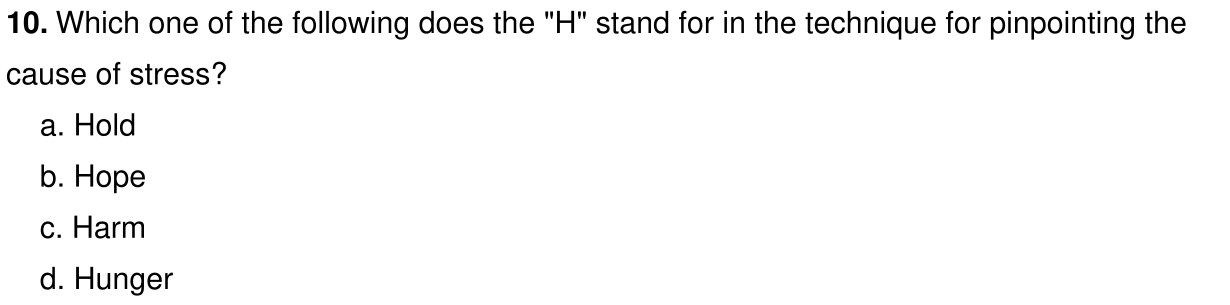 10. Which one of the following does the "H" stand for in the technique for pinpointing the
cause of stress?
a. Hold
b. Hope
c. Harm
d. Hunger